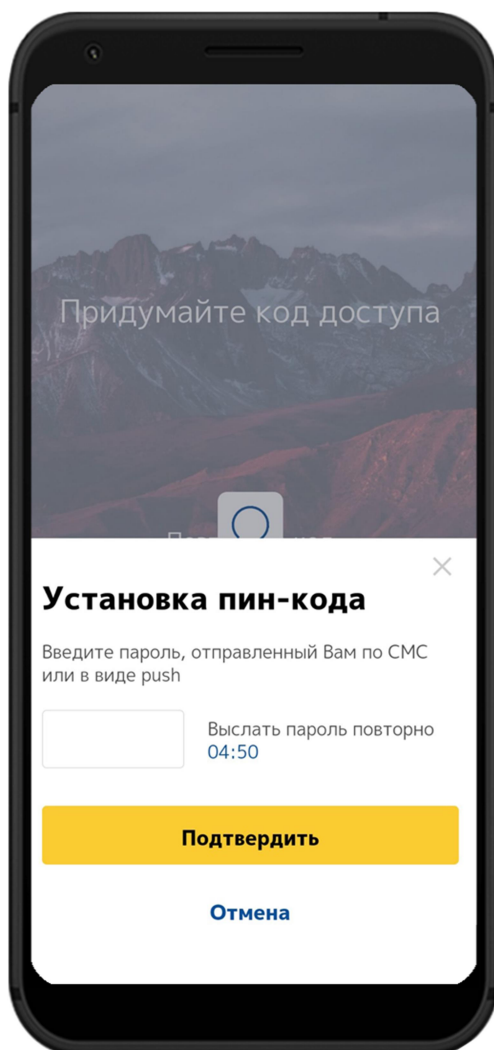 Придумайте код доступа
Установка пин-кода
Введите пароль, отправленный Вам по СМС
или в виде push
Выслать пароль повторно
04:50
Подтвердить
Отмена